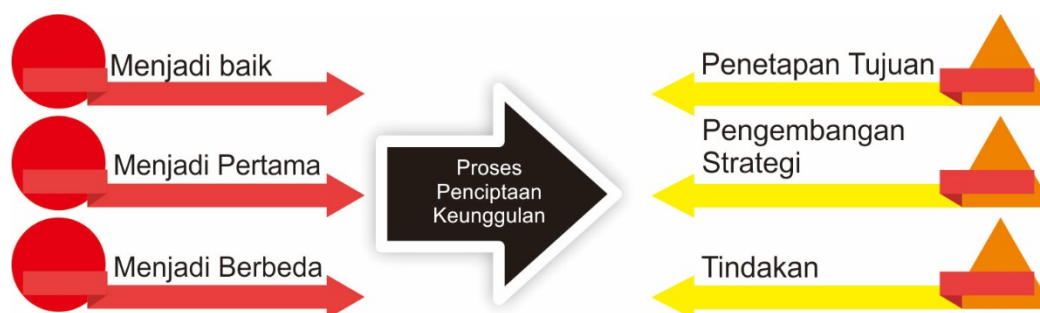 Menjadi baik
Menjadi Pertama
Menjadi Berbeda
Proses
Penciptaan
Keunggulan
Penetapan Tujuan
Pengembangan
Strategi
Tindakan